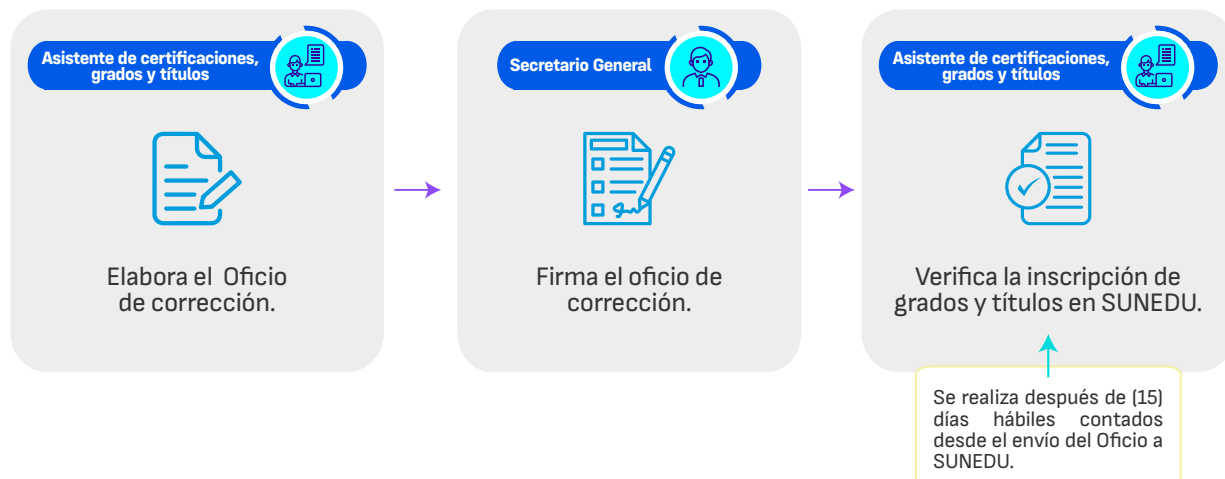 Asistente de certificaciones,
grados y títulos
Elabora el Oficio
de corrección.
Secretario General
Firma el oficio de
corrección.
Asistente de certificaciones,
grados y títulos
Verifica la inscripción de
grados y títulos en SUNEDU.
Se realiza después de (15)
días hábiles contados
desde el envío del Oficio a
SUNEDU.